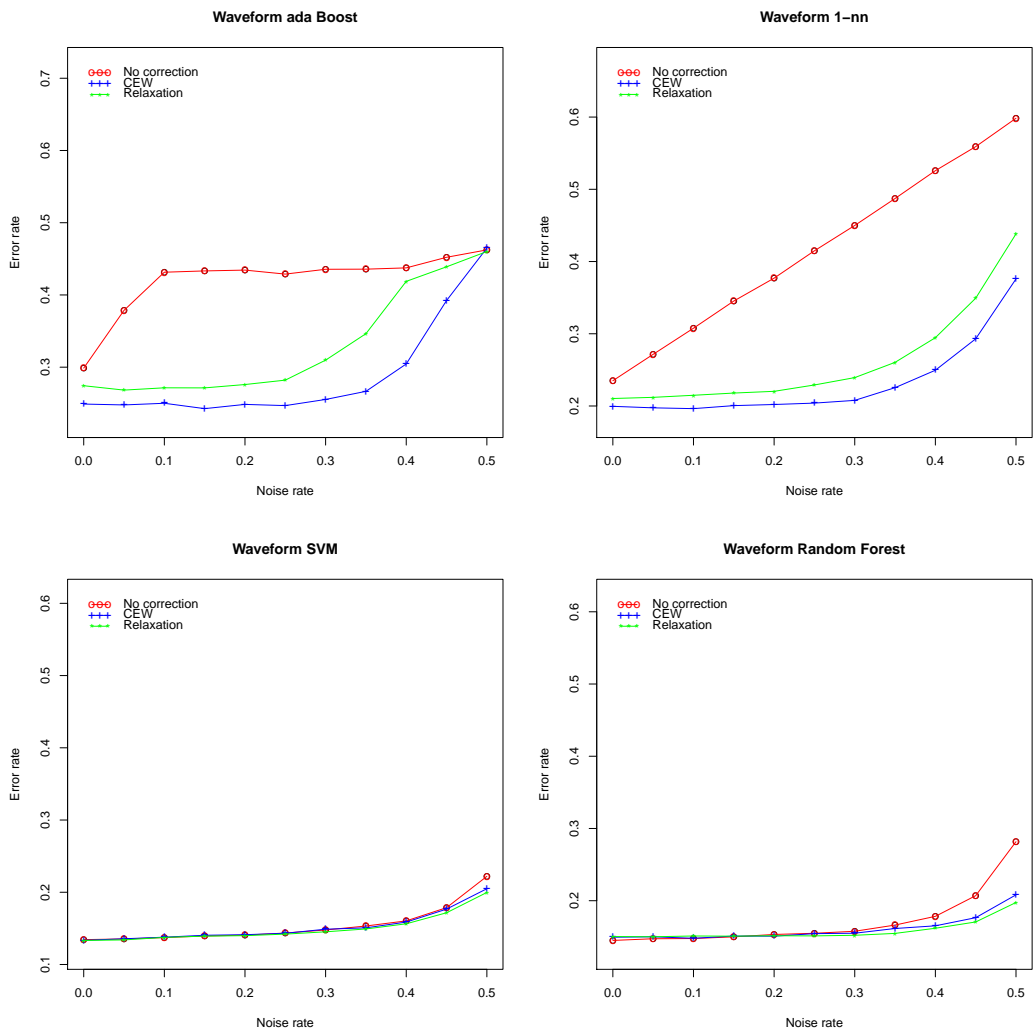 Waveform ada Boost
No correction
CEW
Relaxation
0.7
0.6
0.5
0.4
0.3
Error rate
0.0 0.1 0.2 0.3 0.4 0.5
Noise rate
Waveform 1−nn
No correction
CEW
Relaxation
0.6
0.5
0.4
0.3
0.2
Error rate
0.0 0.1 0.2 0.3 0.4 0.5
Noise rate
Waveform SVM
No correction
CEW
Relaxation
0.6
0.5
0.4
0.3
0.2
0.1
Error rate
0.0 0.1 0.2 0.3 0.4 0.5
Noise rate
Waveform Random Forest
No correction
CEW
Relaxation
0.6
0.5
0.4
0.3
0.2
Error rate
0.0 0.1 0.2 0.3 0.4 0.5
Noise rate